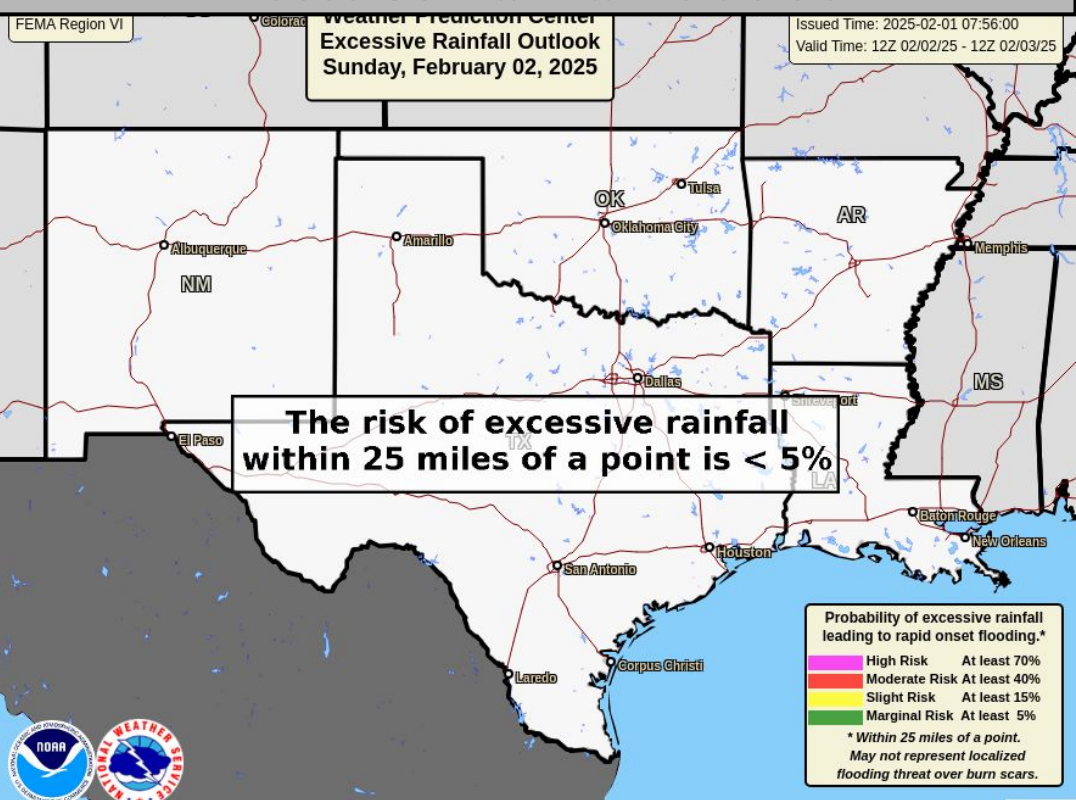 FEMA Region VI
Weather Prediction Center
Excessive Rainfall Outlook
Sunday, February 02, 2025
Issued Time: 2025-02-01 07:56:00
Valid Time: 12Z 02/02/25 - 12Z 02/03/25
Colorad
Tulsa
OK
AR
Oklahoma City
Amarillo
Albuquerque
Memphis
NM
Dallas
MS
Shreveport
The risk of excessive rainfall
within 25 miles of a point is < 5%
El Paso
TX
LA
Baton Rouge
New Orleans
Houston
San Antonio
Corpus Christi
Laredo
Probability of excessive rainfall
leading to rapid onset flooding.*
High Risk At least 70%
Moderate Risk At least 40%
Slight Risk At least 15%
Marginal Risk At least 5%
* Within 25 miles of a point.
May not represent localized
flooding threat over burn scars.
NOAA
NATIONAL WEATHER SERVICE